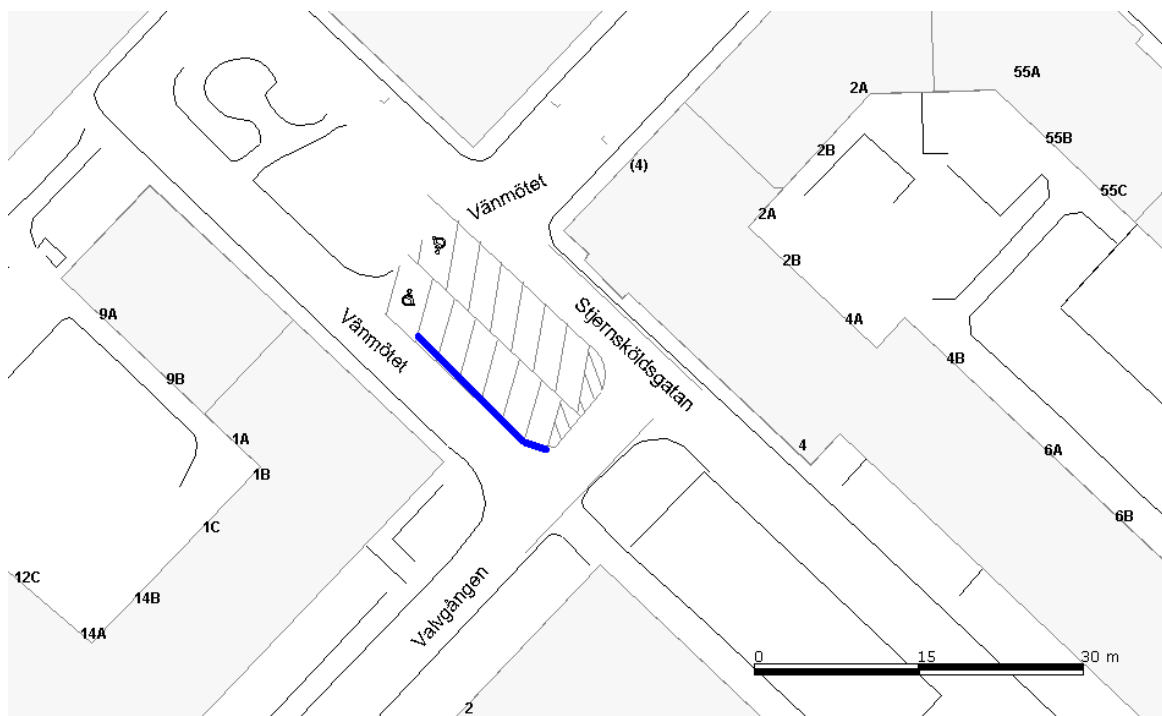 55A
2A
55B
2B
(4)
55C
Vänmötet
2A
2B
9A
4A
Stjernsköldsgatan
Vänmötet
4B
9B
1A
4
6A
1B
6B
1C
12C
14B
Valvgången
14A
0 15 30 m
2